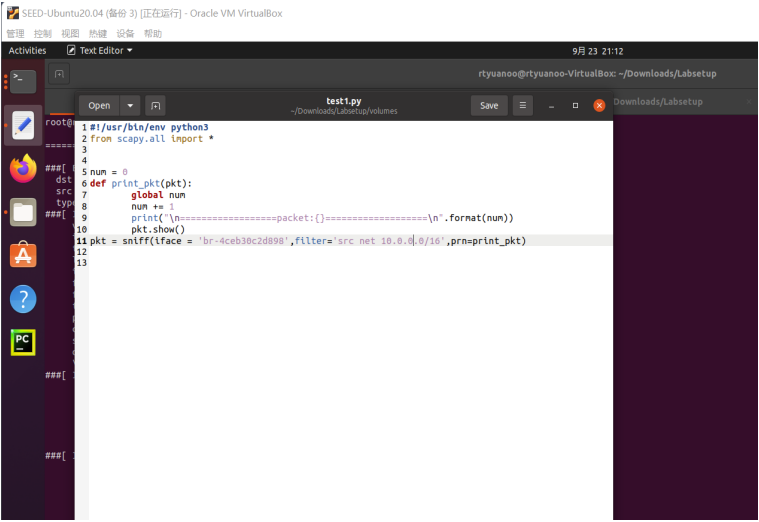 SEED-Ubuntu20.04 (备份 3) [正在运行] - Oracle VM VirtualBox
管理 控制 视图 热键 设备 帮助
Activities Text Editor 9月 23 21:12
rtyuanoo@rtyuanoo-VirtualBox: ~/Downloads/Labsetup
Open test1.py Save
~/Downloads/Labsetup/volumes
Downloads/Labsetup
root@
1 #!/usr/bin/env python3
2 from scapy.all import *
3
4
5 num = 0
6 def print_pkt(pkt):
7 global num
8 num += 1
9 print("\n==================packet:{}===================\n".format(num))
10 pkt.show()
11 pkt = sniff(iface = 'br-4ceb30c2d898',filter='src net 10.0.0.0/16',prn=print_pkt)
12
13
=====
###[
dst
src
type
###[
###[
###[
PC